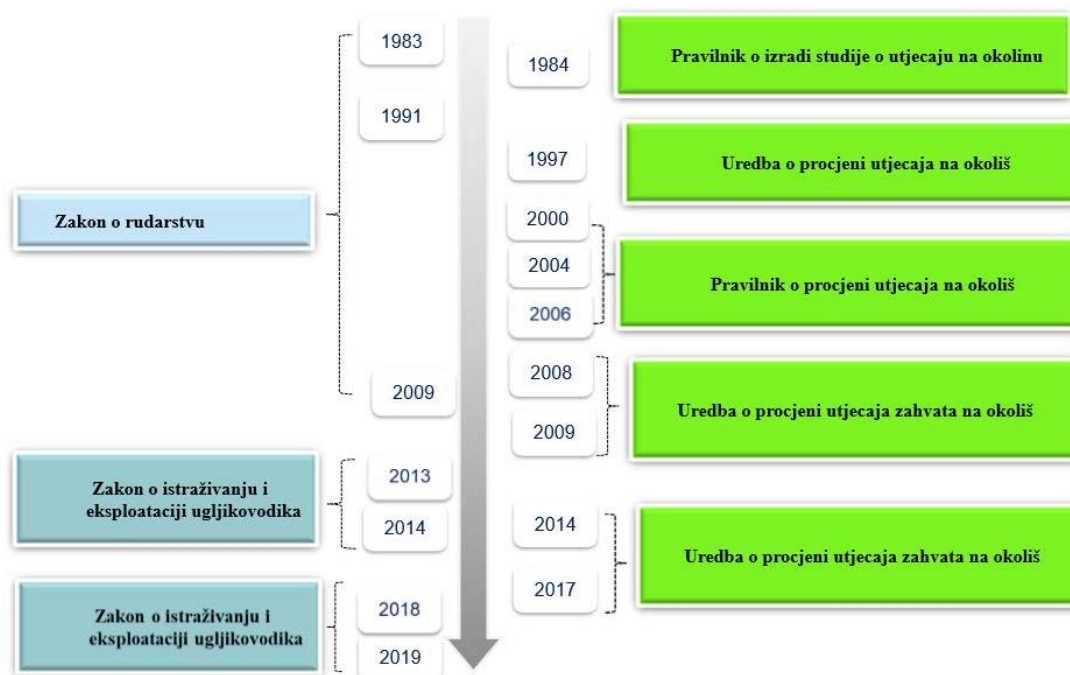 1983
1984
Pravilnik o izradi studije o utjecaju na okolinu
1991
1997
Uredba o procjeni utjecaja na okoliš
Zakon o rudarstvu
2000
2004
2006
Pravilnik o procjeni utjecaja na okoliš
2009
2008
2009
Uredba o procjeni utjecaja zahvata na okoliš
Zakon o istraživanju i
eksploataciji ugljikovodika
2013
2014
2014
2017
Uredba o procjeni utjecaja zahvata na okoliš
Zakon o istraživanju i
eksploataciji ugljikovodika
2018
2019